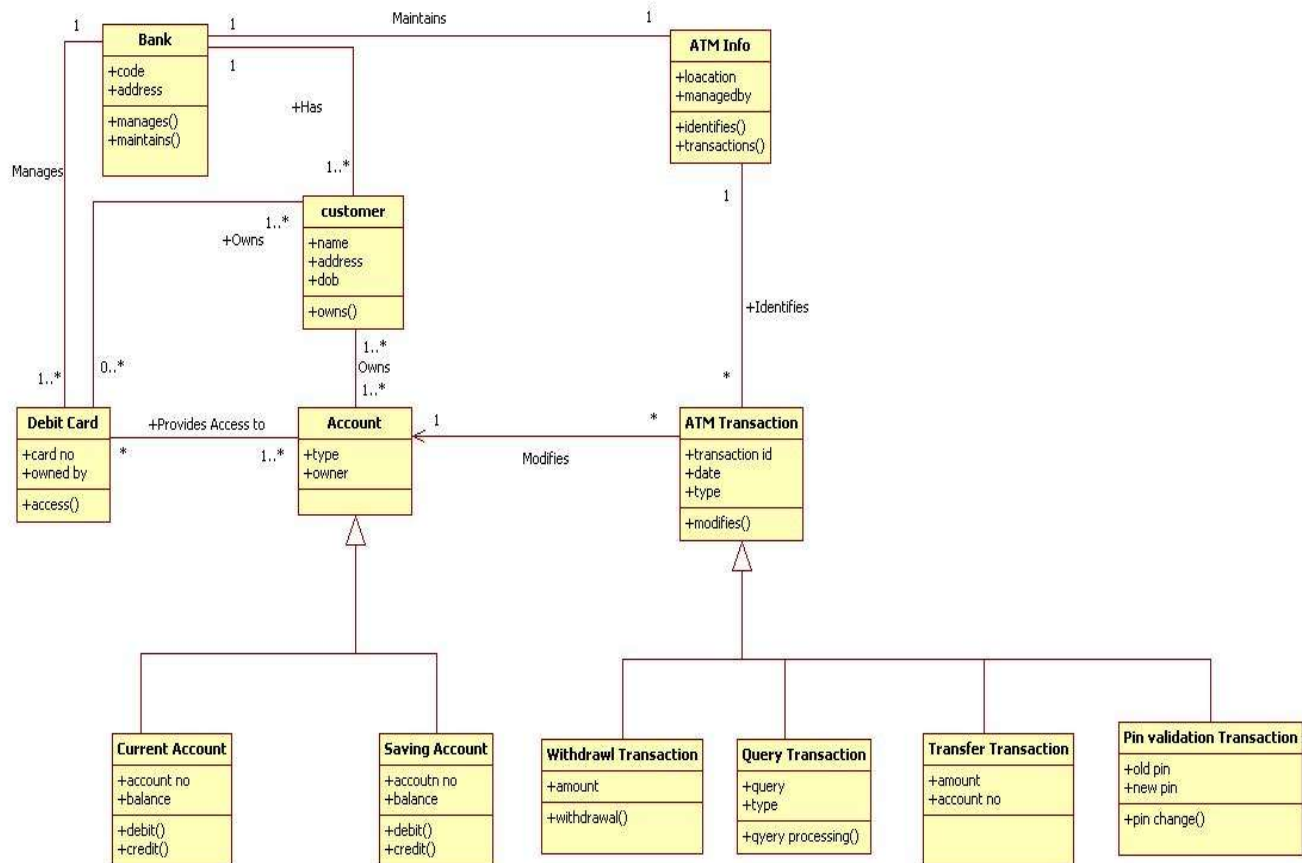 1
Bank
+code
+address
+manages()
+maintains()
1
Maintains
1
1
+Has
1..*
ATM Info
+loacation
+managedby
+identifies()
+transactions()
1
Manages
customer
+name
+address
+dob
+owns()
1..*
+Owns
+Identifies
1..*
0..*
1..*
Owns
1..*
*
Debit Card
+card no
+owned by
+access()
+Provides Access to
*
1..*
Account
+type
+owner
1
*
Modifies
ATM Transaction
+transaction id
+date
+type
+modifies()
Current Account
+account no
+balance
+debit()
+credit()
Saving Account
+accoutn no
+balance
+debit()
+credit()
Withdrawl Transaction
+amount
+withdrawal()
Query Transaction
+query
+type
+qyery processing()
Transfer Transaction
+amount
+account no
Pin validation Transaction
+old pin
+new pin
+pin change()